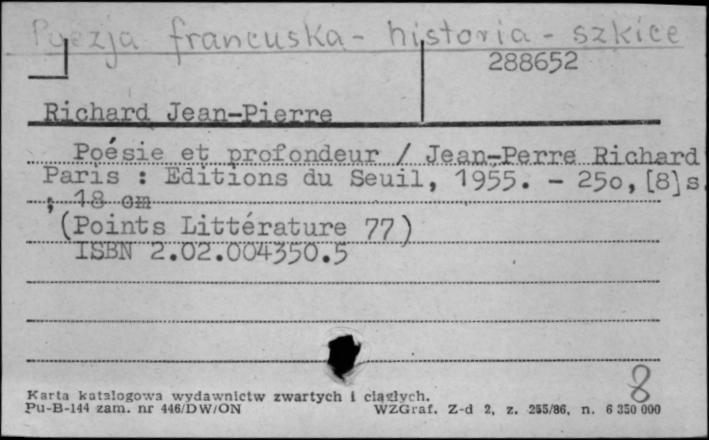 Poezja francuska - historia - szkice
288652
Richard Jean-Pierre
Poésie et profondeur / Jean-Perre Richard
Paris : Editions du Seuil, 1955. - 250, [8] s.
; 18 cm
(Points Littérature 77)
ISBN 2.02.004350.5
8
Karta katalogowa wydawnictw zwartych i ciągłych.
Pu-B-144 zam. nr 446/DW/ON WZGraf. Z-d 2, z. 255/86, n. 6 350 000